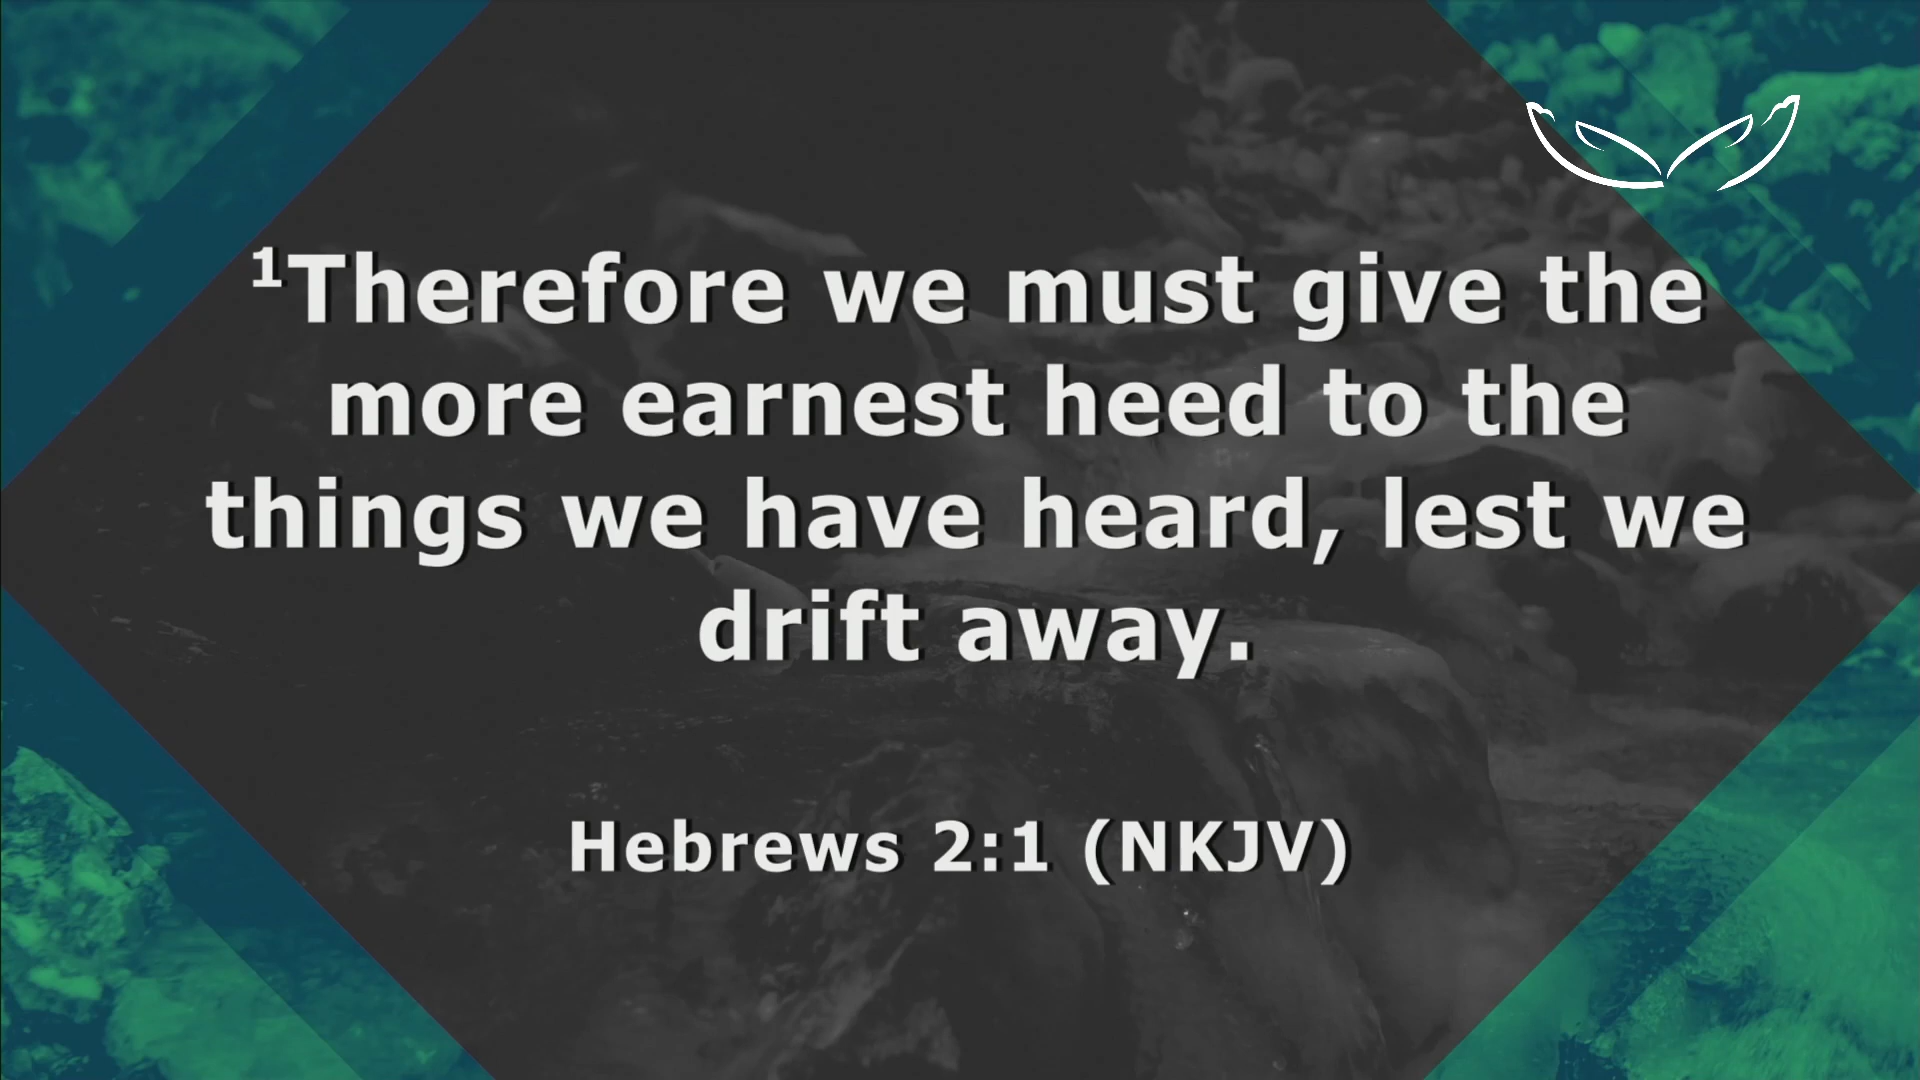 ¹Therefore we must give the
more earnest heed to the
things we have heard, lest we
drift away.
Hebrews 2:1 (NKJV)